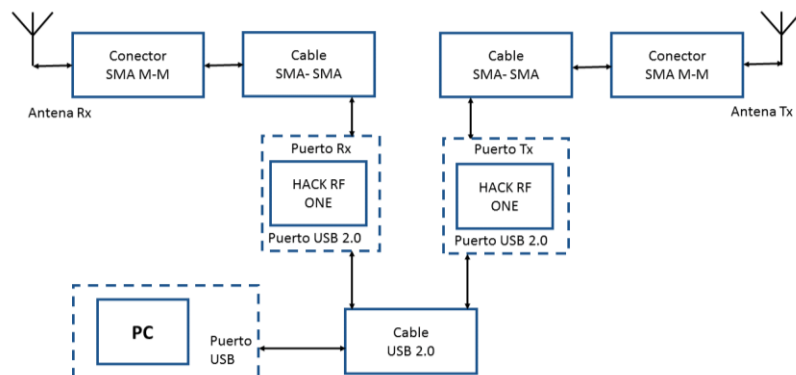 Conector
SMA M-M
Cable
SMA- SMA
Cable
SMA- SMA
Conector
SMA M-M
Antena Rx
Antena Tx
Puerto Rx
HACK RF
ONE
Puerto USB 2.0
Puerto Tx
HACK RF
ONE
Puerto USB 2.0
PC
Puerto
USB
Cable
USB 2.0